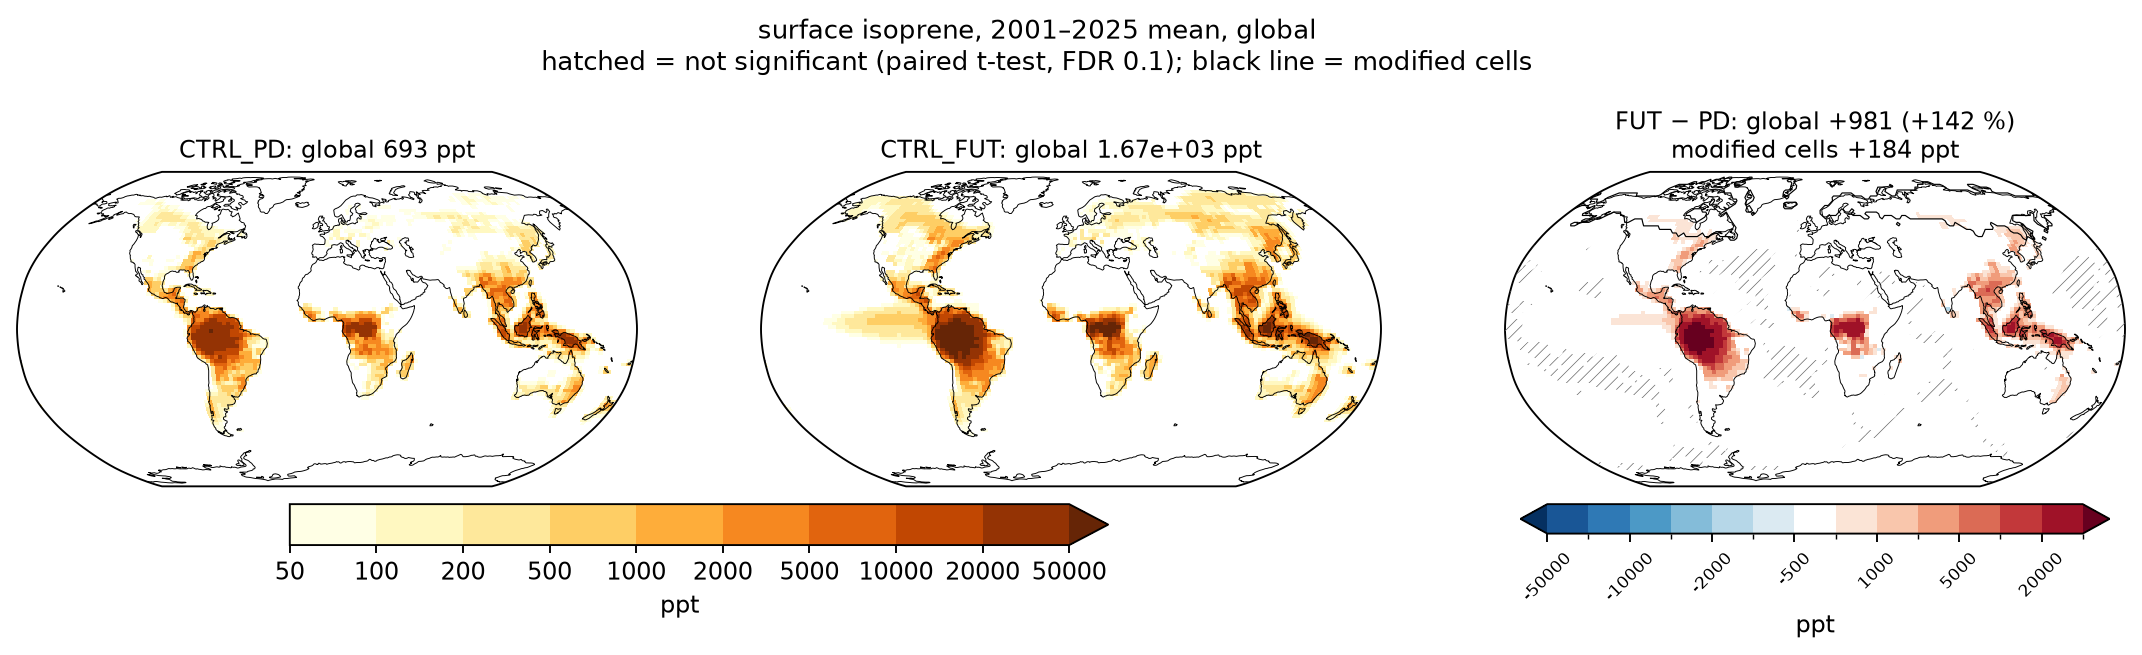 surface isoprene, 2001–2025 mean, global
hatched = not significant (paired t-test, FDR 0.1); black line = modified cells
CTRL_PD: global 693 ppt
CTRL_FUT: global 1.67e+03 ppt
FUT − PD: global +981 (+142 %)
modified cells +184 ppt
50 100 200 500 1000 2000 5000 10000 20000 50000
ppt
-50000 -10000 -2000 -500 1000 5000 20000
ppt